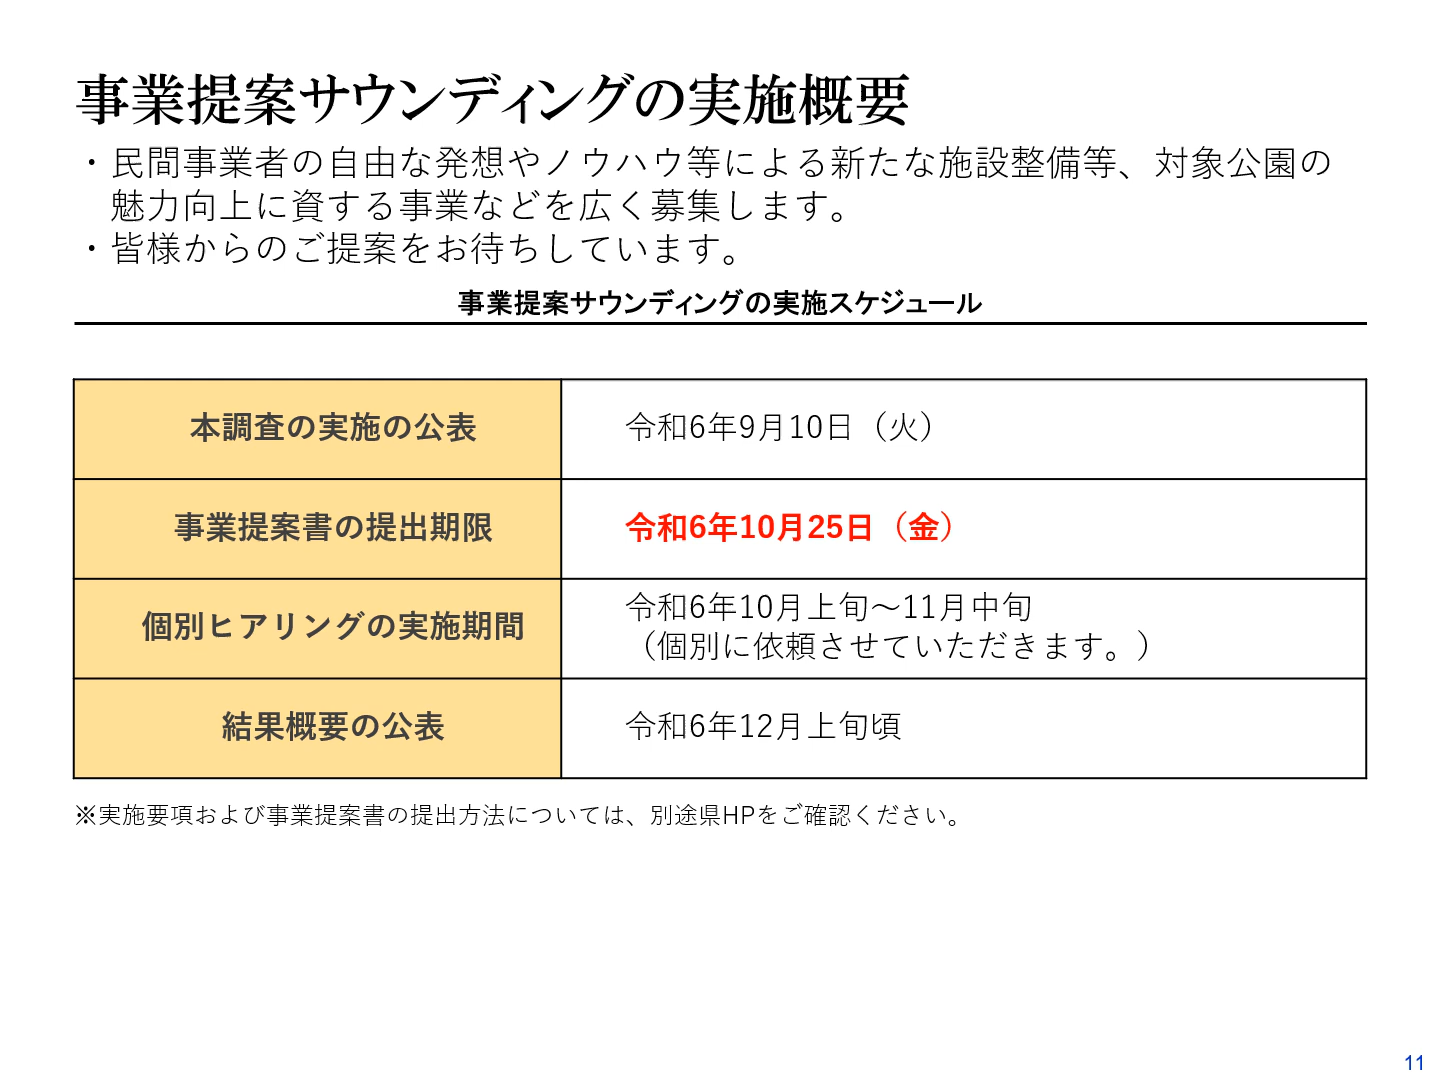 事業提案サウンディングの実施概要
・民間事業者の自由な発想やノウハウ等による新たな施設整備等、対象公園の
魅力向上に資する事業などを広く募集します。
・皆様からのご提案をお待ちしています。
事業提案サウンディングの実施スケジュール
本調査の実施の公表
令和6年9月10日（火）
事業提案書の提出期限
令和6年10月25日（金）
個別ヒアリングの実施期間
令和6年10月上旬～11月中旬
（個別に依頼させていただきます。）
結果概要の公表
令和6年12月上旬頃
※実施要項および事業提案書の提出方法については、別途県HPをご確認ください。
11